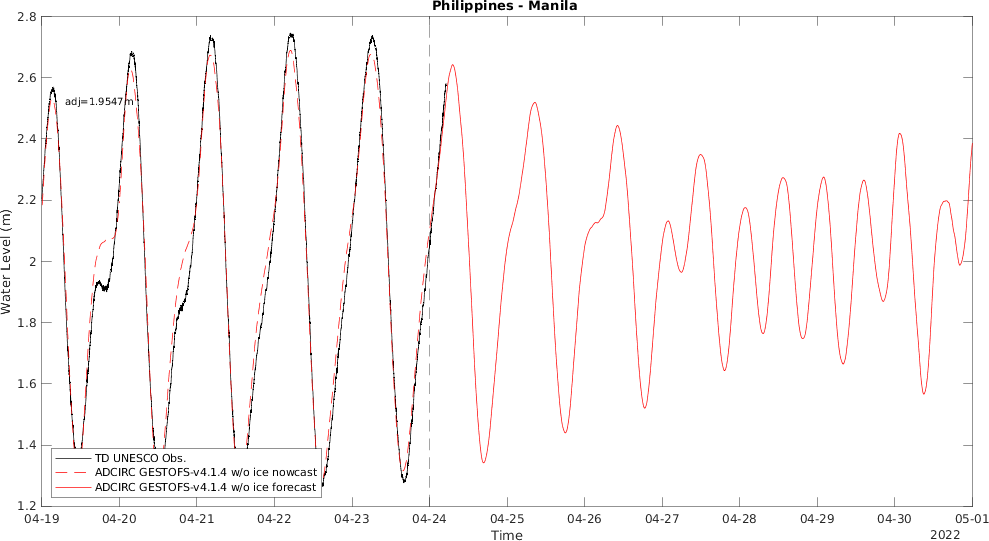 Philippines - Manila
2.8
2.6
2.4
2.2
2
1.8
1.6
1.4
1.2
Water Level (m)
adj=1.9547m
TD UNESCO Obs.
ADCIRC GESTOFS-v4.1.4 w/o ice nowcast
ADCIRC GESTOFS-v4.1.4 w/o ice forecast
04-19 04-20 04-21 04-22 04-23 04-24 04-25 04-26 04-27 04-28 04-29 04-30 05-01
Time
2022